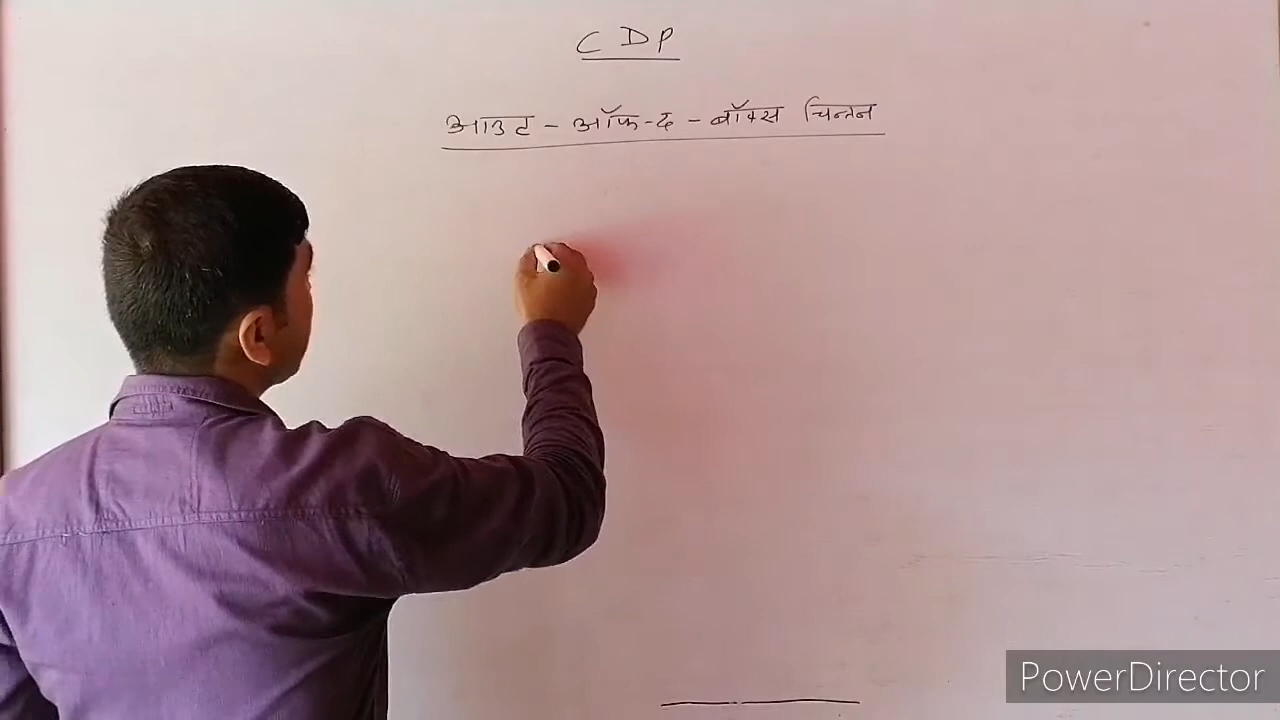 CDP
आउट - ऑफ - द - बॉक्स चिन्तन
PowerDirector